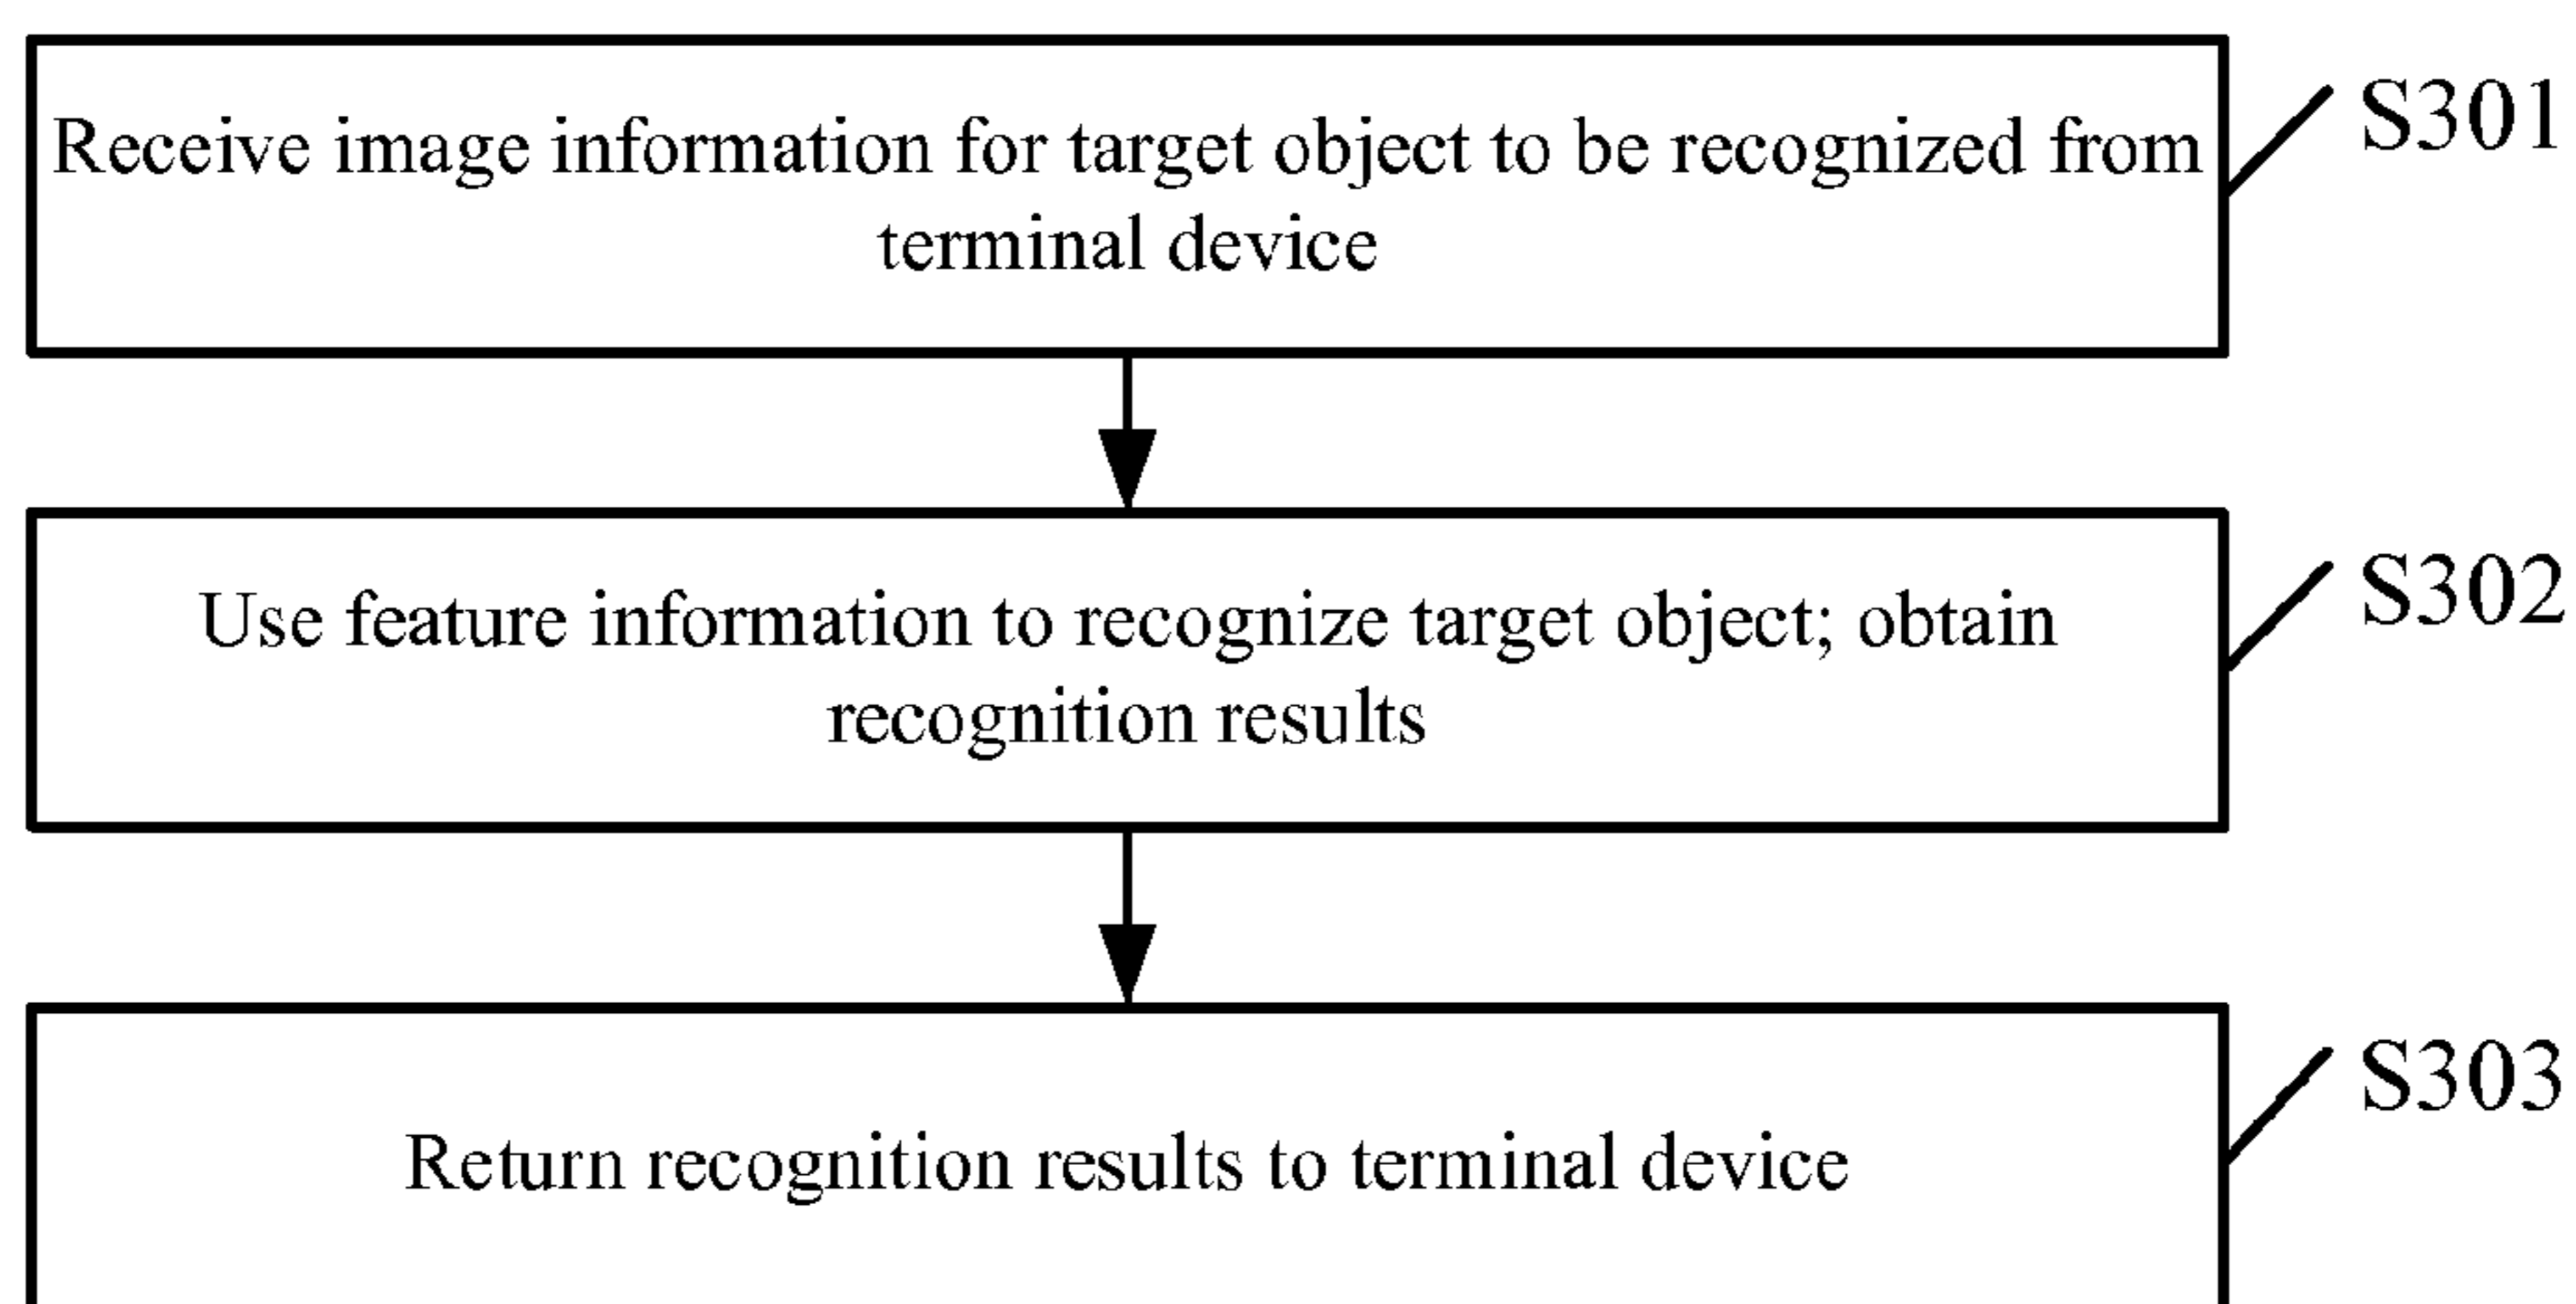 Receive image information for target object to be recognized from
terminal device
S301
Use feature information to recognize target object; obtain
recognition results
S302
Return recognition results to terminal device
S303